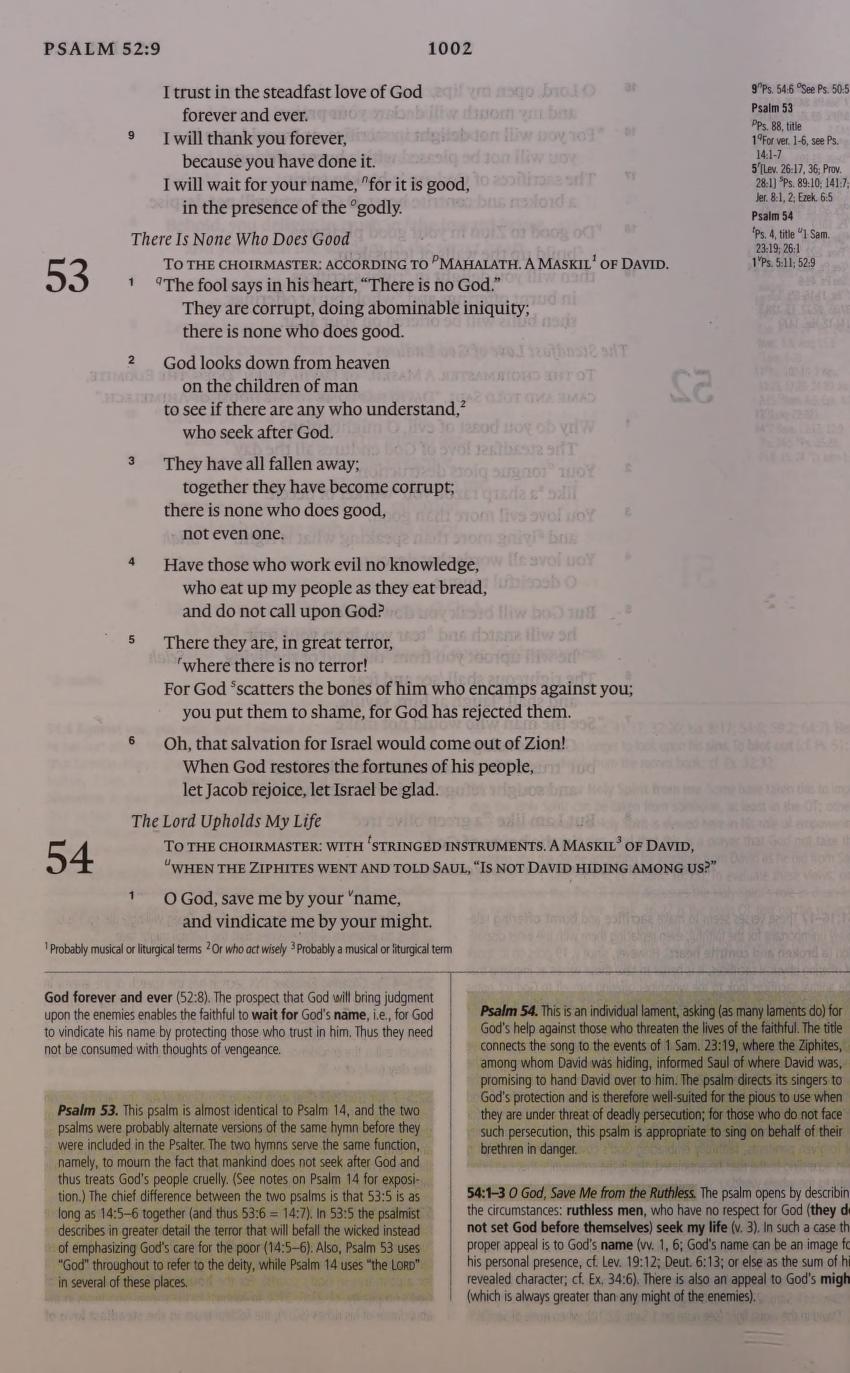 PSALM 52:9
1002
I trust in the steadfast love of God
forever and ever.
9 I will thank you forever,
because you have done it.
I will wait for your name, ⁿfor it is good,
in the presence of the ᵒgodly.
There Is None Who Does Good
53
TO THE CHOIRMASTER: ACCORDING TO ᵖMAHALATH. A MASKIL¹ OF DAVID.
1 ᵠThe fool says in his heart, “There is no God.”
They are corrupt, doing abominable iniquity;
there is none who does good.
2 God looks down from heaven
on the children of man
to see if there are any who understand,²
who seek after God.
3 They have all fallen away;
together they have become corrupt;
there is none who does good,
not even one.
4 Have those who work evil no knowledge,
who eat up my people as they eat bread,
and do not call upon God?
5 There they are, in great terror,
ʳwhere there is no terror!
For God ˢscatters the bones of him who encamps against you;
you put them to shame, for God has rejected them.
6 Oh, that salvation for Israel would come out of Zion!
When God restores the fortunes of his people,
let Jacob rejoice, let Israel be glad.
The Lord Upholds My Life
54
TO THE CHOIRMASTER: WITH ᵗSTRINGED INSTRUMENTS. A MASKIL³ OF DAVID,
ᵘWHEN THE ZIPHITES WENT AND TOLD SAUL, “IS NOT DAVID HIDING AMONG US?”
1 O God, save me by your ᵛname,
and vindicate me by your might.
¹ Probably musical or liturgical terms ² Or who act wisely ³ Probably a musical or liturgical term
9ⁿPs. 54:6 ᵒSee Ps. 50:5
Psalm 53
ᵖPs. 88, title
1ᵠFor ver. 1-6, see Ps.
14:1-7
5ʳ[Lev. 26:17, 36; Prov.
28:1] ˢPs. 89:10; 141:7;
Jer. 8:1, 2; Ezek. 6:5
Psalm 54
ᵗPs. 4, title ᵘ1 Sam.
23:19; 26:1
1ᵛPs. 5:11; 52:9
God forever and ever (52:8). The prospect that God will bring judgment
upon the enemies enables the faithful to wait for God's name, i.e., for God
to vindicate his name by protecting those who trust in him. Thus they need
not be consumed with thoughts of vengeance.
Psalm 53. This psalm is almost identical to Psalm 14, and the two
psalms were probably alternate versions of the same hymn before they
were included in the Psalter. The two hymns serve the same function,
namely, to mourn the fact that mankind does not seek after God and
thus treats God's people cruelly. (See notes on Psalm 14 for exposi-
tion.) The chief difference between the two psalms is that 53:5 is as
long as 14:5–6 together (and thus 53:6 = 14:7). In 53:5 the psalmist
describes in greater detail the terror that will befall the wicked instead
of emphasizing God's care for the poor (14:5–6). Also, Psalm 53 uses
“God” throughout to refer to the deity, while Psalm 14 uses “the LORD”
in several of these places.
Psalm 54. This is an individual lament, asking (as many laments do) for
God's help against those who threaten the lives of the faithful. The title
connects the song to the events of 1 Sam. 23:19, where the Ziphites,
among whom David was hiding, informed Saul of where David was,
promising to hand David over to him. The psalm directs its singers to
God's protection and is therefore well-suited for the pious to use when
they are under threat of deadly persecution; for those who do not face
such persecution, this psalm is appropriate to sing on behalf of their
brethren in danger.
54:1–3 O God, Save Me from the Ruthless. The psalm opens by describin
the circumstances: ruthless men, who have no respect for God (they d
not set God before themselves) seek my life (v. 3). In such a case th
proper appeal is to God's name (vv. 1, 6; God's name can be an image fo
his personal presence, cf. Lev. 19:12; Deut. 6:13; or else as the sum of hi
revealed character; cf. Ex. 34:6). There is also an appeal to God's migh
(which is always greater than any might of the enemies).